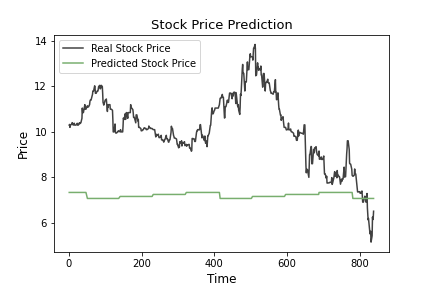 Stock Price Prediction
Real Stock Price
Predicted Stock Price
14
12
10
8
6
Price
0 200 400 600 800
Time